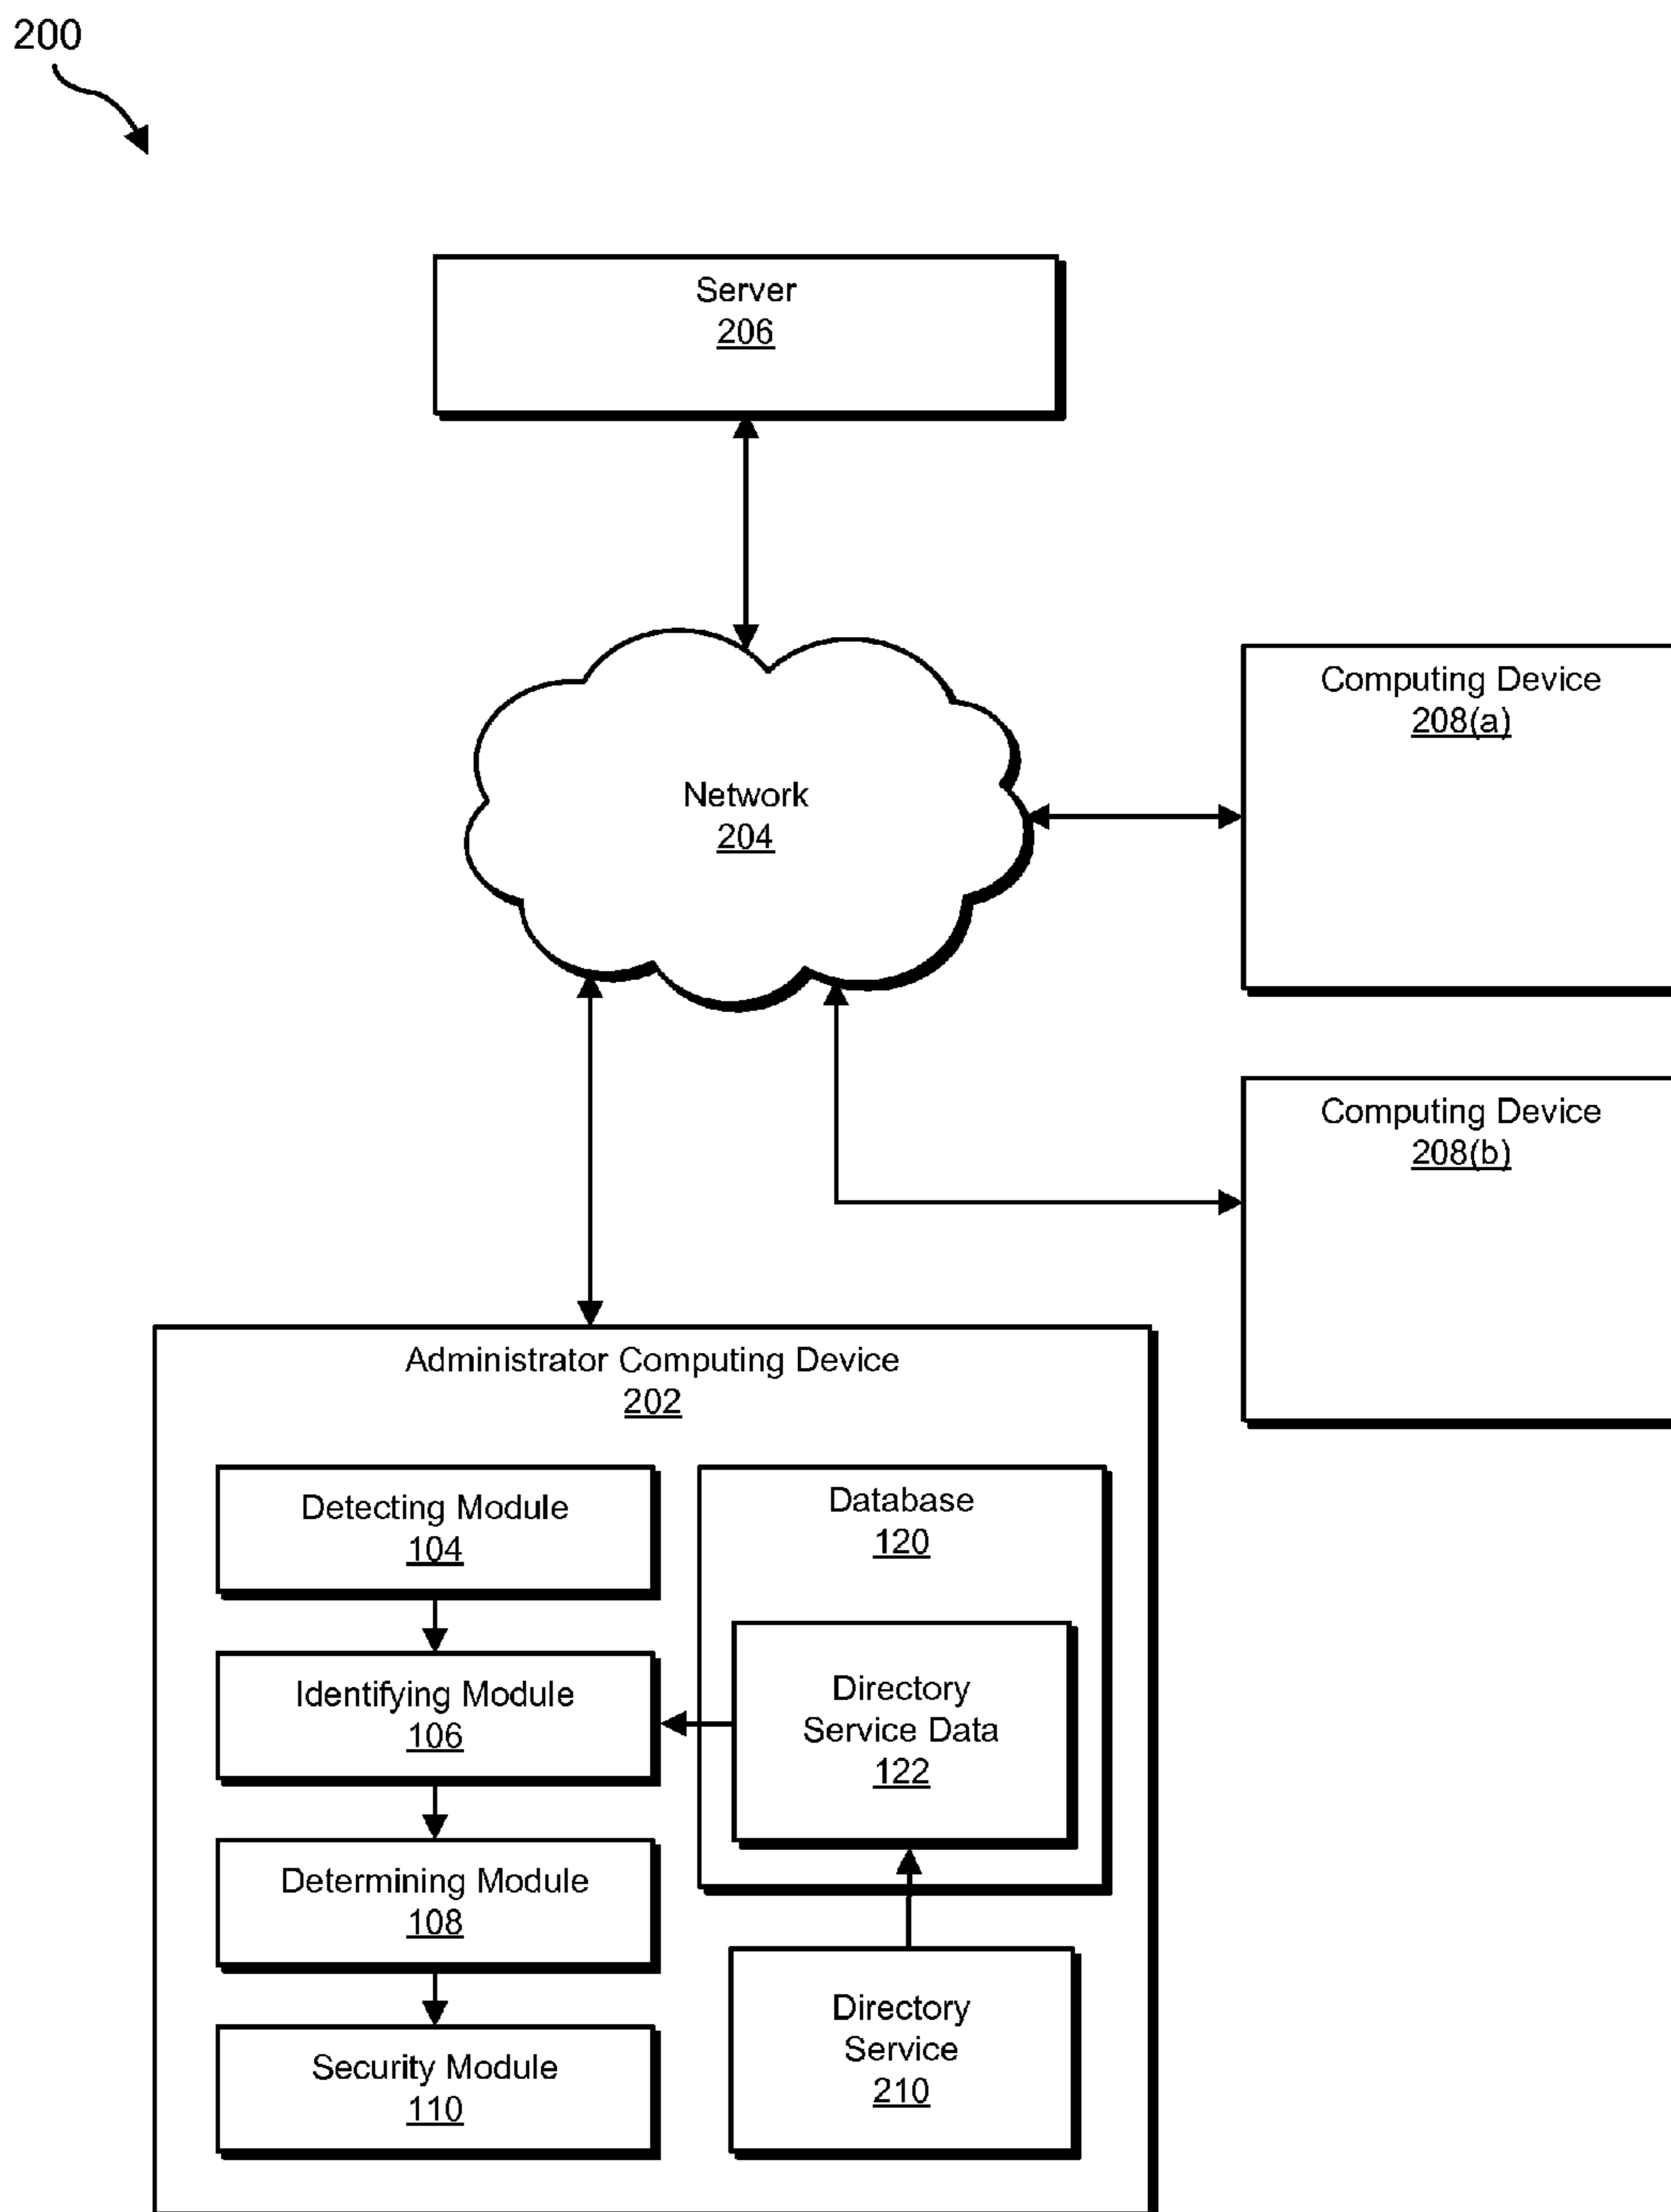 200
Server
206
Network
204
Computing Device
208(a)
Computing Device
208(b)
Administrator Computing Device
202
Detecting Module
104
Identifying Module
106
Determining Module
108
Security Module
110
Database
120
Directory
Service Data
122
Directory
Service
210